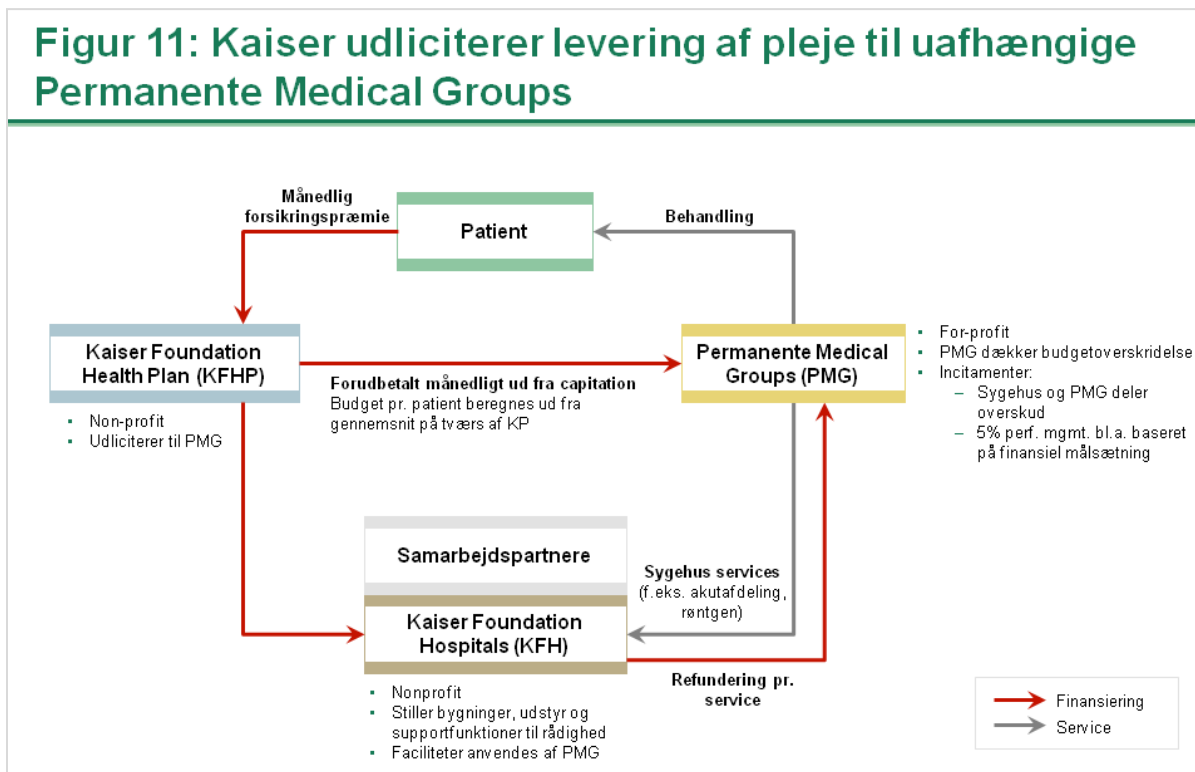 Figur 11: Kaiser udliciterer levering af pleje til uafhængige
Permanente Medical Groups
Månedlig
forsikringspræmie
Patient
Behandling
Kaiser Foundation
Health Plan (KFHP)
Non-profit
Udliciterer til PMG
Forudbetalt månedligt ud fra capitation
Budget pr. patient beregnes ud fra
gennemsnit på tværs af KP
Permanente Medical
Groups (PMG)
For-profit
PMG dækker budgetoverskridelse
Incitamenter:
– Sygehus og PMG deler
overskud
– 5% perf. mgmt. bl.a. baseret
på finansiel målsætning
Samarbejdspartnere
Kaiser Foundation
Hospitals (KFH)
Nonprofit
Stiller bygninger, udstyr og
supportfunktioner til rådighed
Faciliteter anvendes af PMG
Sygehus services
(f.eks. akutafdeling,
røntgen)
Refundering pr.
service
Finansiering
Service